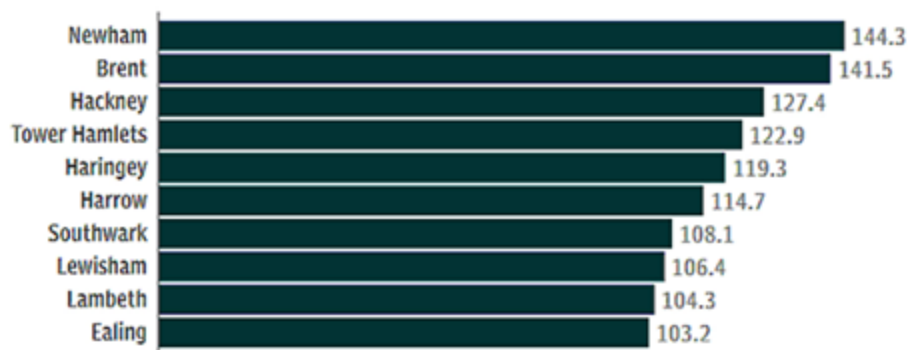 Newham 144.3
Brent 141.5
Hackney 127.4
Tower Hamlets 122.9
Haringey 119.3
Harrow 114.7
Southwark 108.1
Lewisham 106.4
Lambeth 104.3
Ealing 103.2